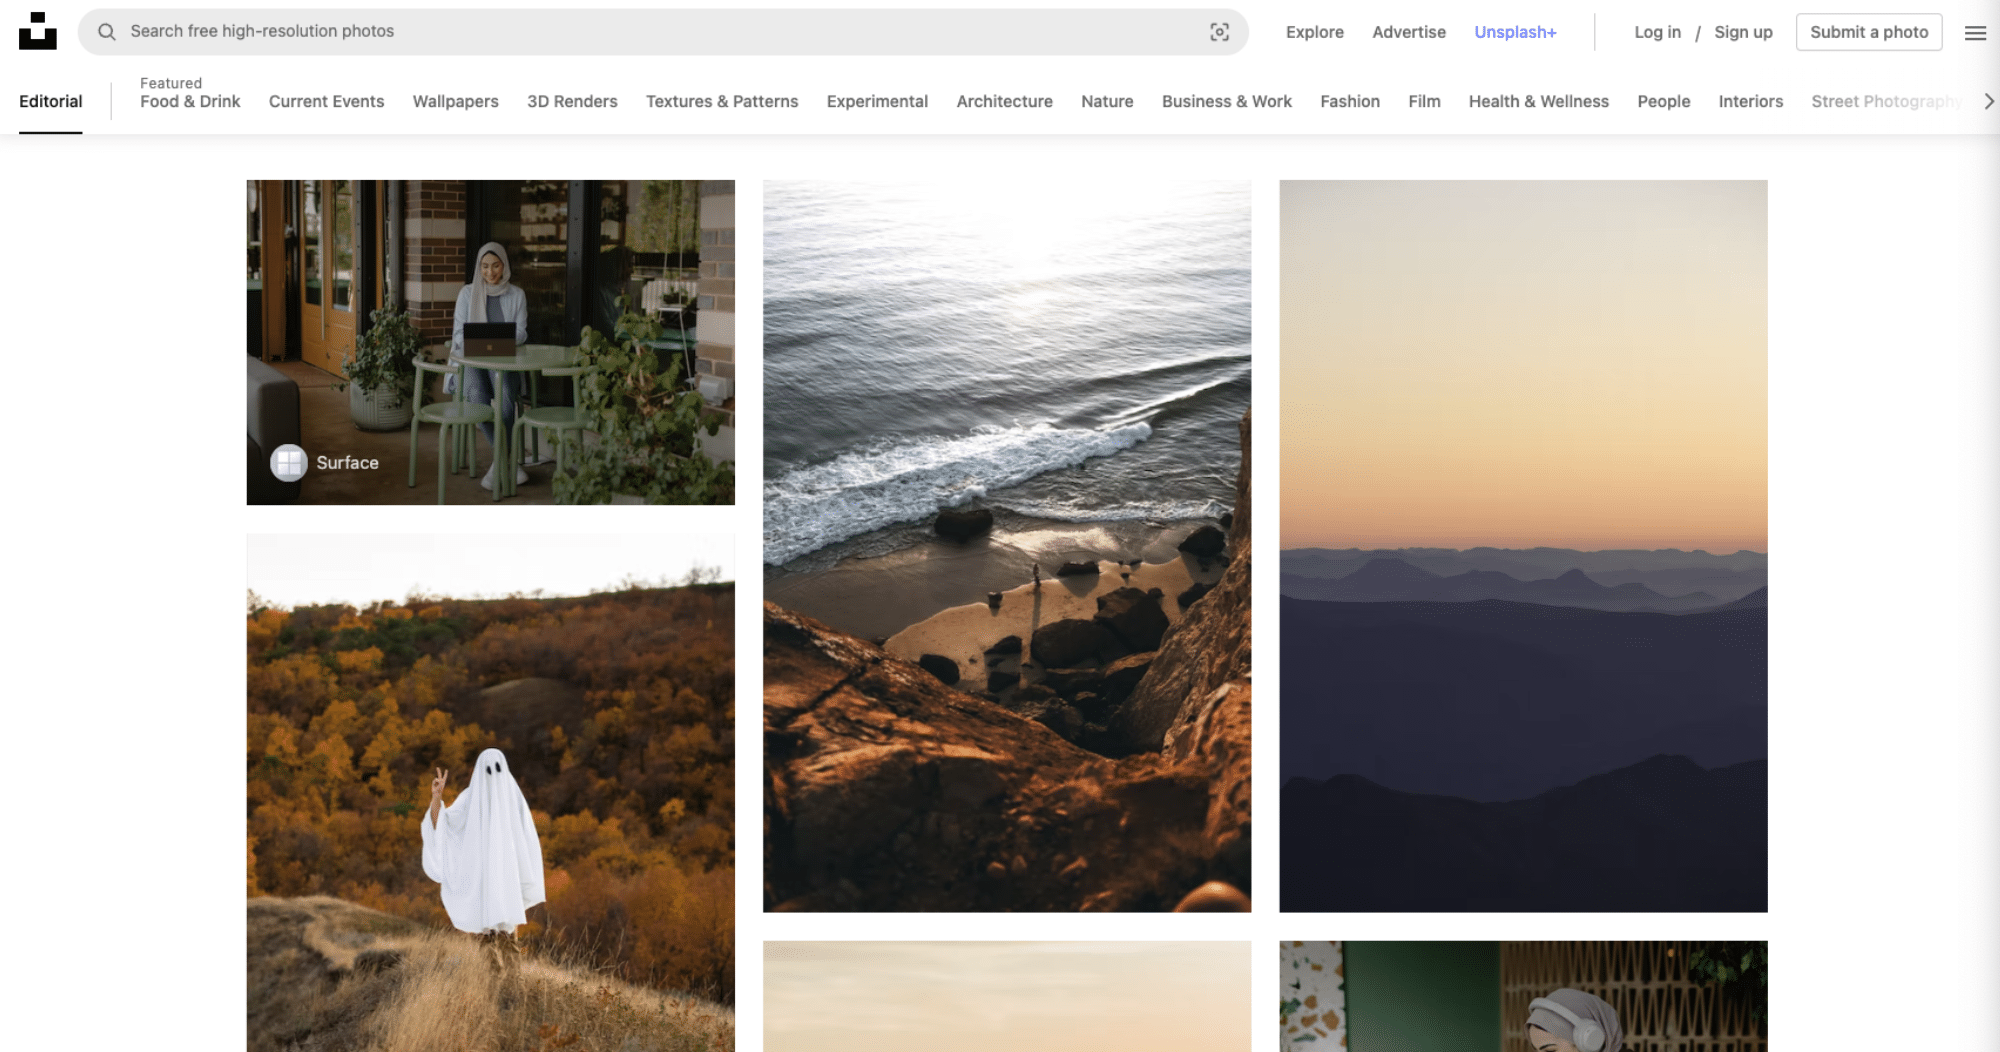 Search free high-resolution photos
Explore
Advertise
Unsplash+
Log in / Sign up
Submit a photo
Editorial
Featured
Food & Drink
Current Events
Wallpapers
3D Renders
Textures & Patterns
Experimental
Architecture
Nature
Business & Work
Fashion
Film
Health & Wellness
People
Interiors
Street Photography
Surface